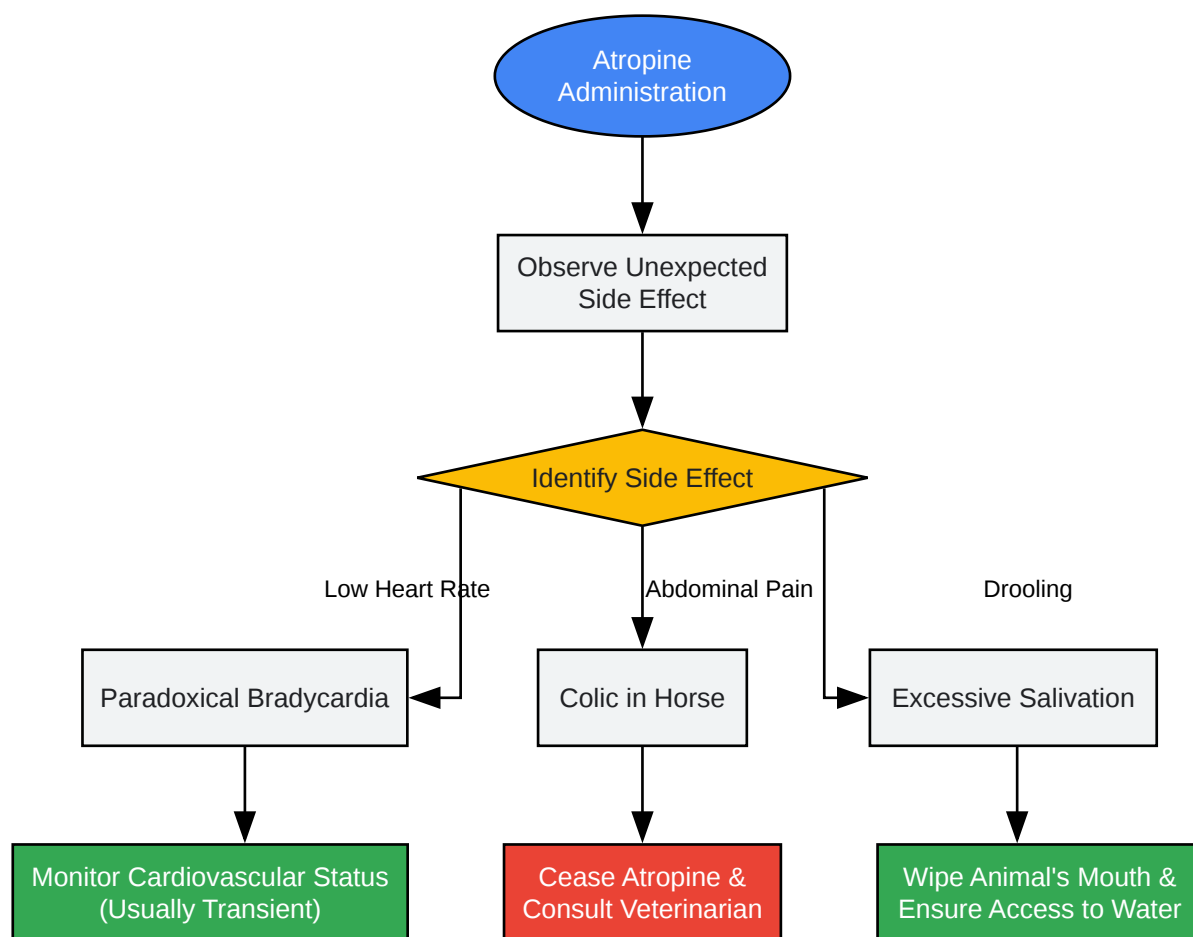 Atropine
Administration
Observe Unexpected
Side Effect
Identify Side Effect
Low Heart Rate
Abdominal Pain
Drooling
Paradoxical Bradycardia
Colic in Horse
Excessive Salivation
Monitor Cardiovascular Status
(Usually Transient)
Cease Atropine &
Consult Veterinarian
Wipe Animal's Mouth &
Ensure Access to Water